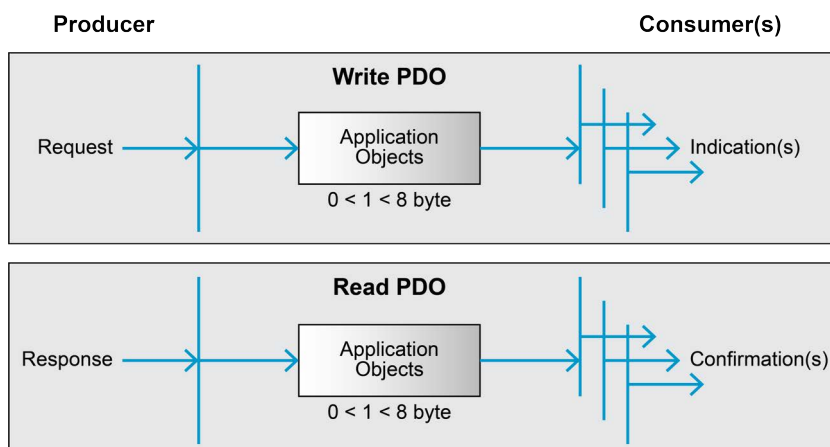 Producer
Consumer(s)
Write PDO
Request
Application
Objects
Indication(s)
0 < 1 < 8 byte
Read PDO
Response
Application
Objects
Confirmation(s)
0 < 1 < 8 byte